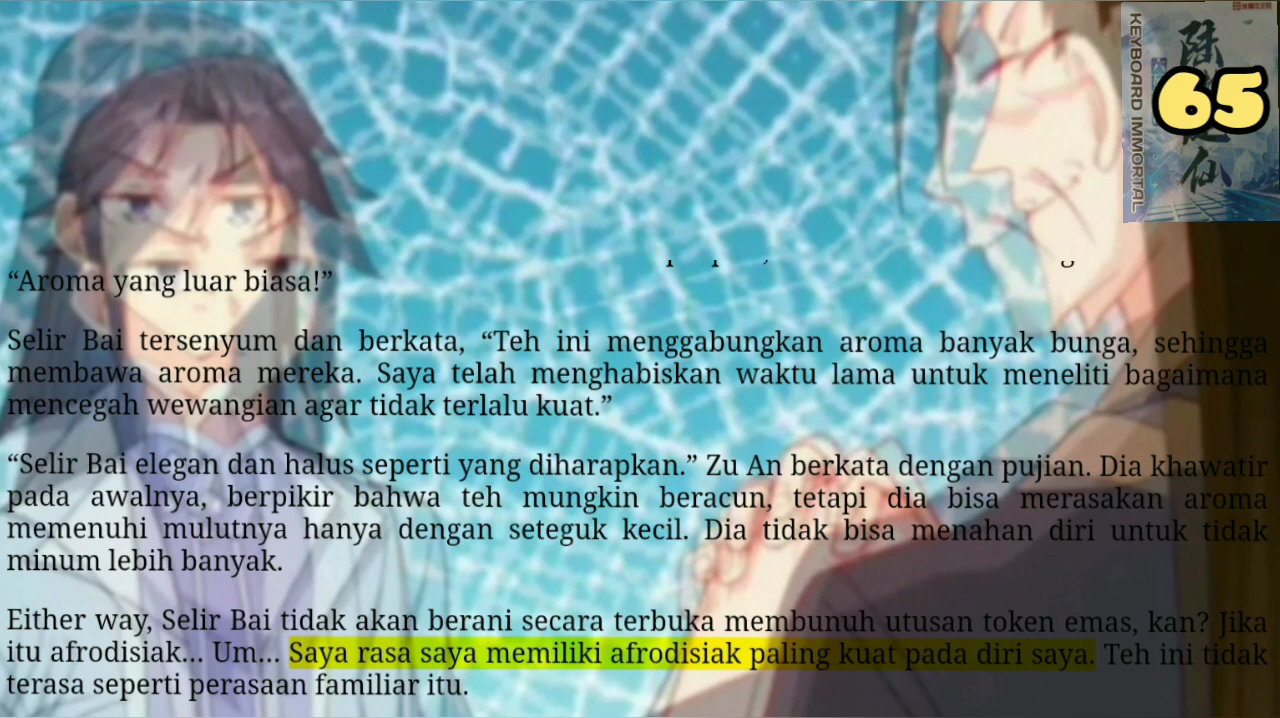 KEYBOARD IMMORTAL
65
“Aroma yang luar biasa!”
Selir Bai tersenyum dan berkata, “Teh ini menggabungkan aroma banyak bunga, sehingga
membawa aroma mereka. Saya telah menghabiskan waktu lama untuk meneliti bagaimana
mencegah wewangian agar tidak terlalu kuat.”
“Selir Bai elegan dan halus seperti yang diharapkan.” Zu An berkata dengan pujian. Dia khawatir
pada awalnya, berpikir bahwa teh mungkin beracun, tetapi dia bisa merasakan aroma
memenuhi mulutnya hanya dengan seteguk kecil. Dia tidak bisa menahan diri untuk tidak
minum lebih banyak.
Either way, Selir Bai tidak akan berani secara terbuka membunuh utusan token emas, kan? Jika
itu afrodisiak... Um... Saya rasa saya memiliki afrodisiak paling kuat pada diri saya. Teh ini tidak
terasa seperti perasaan familiar itu.